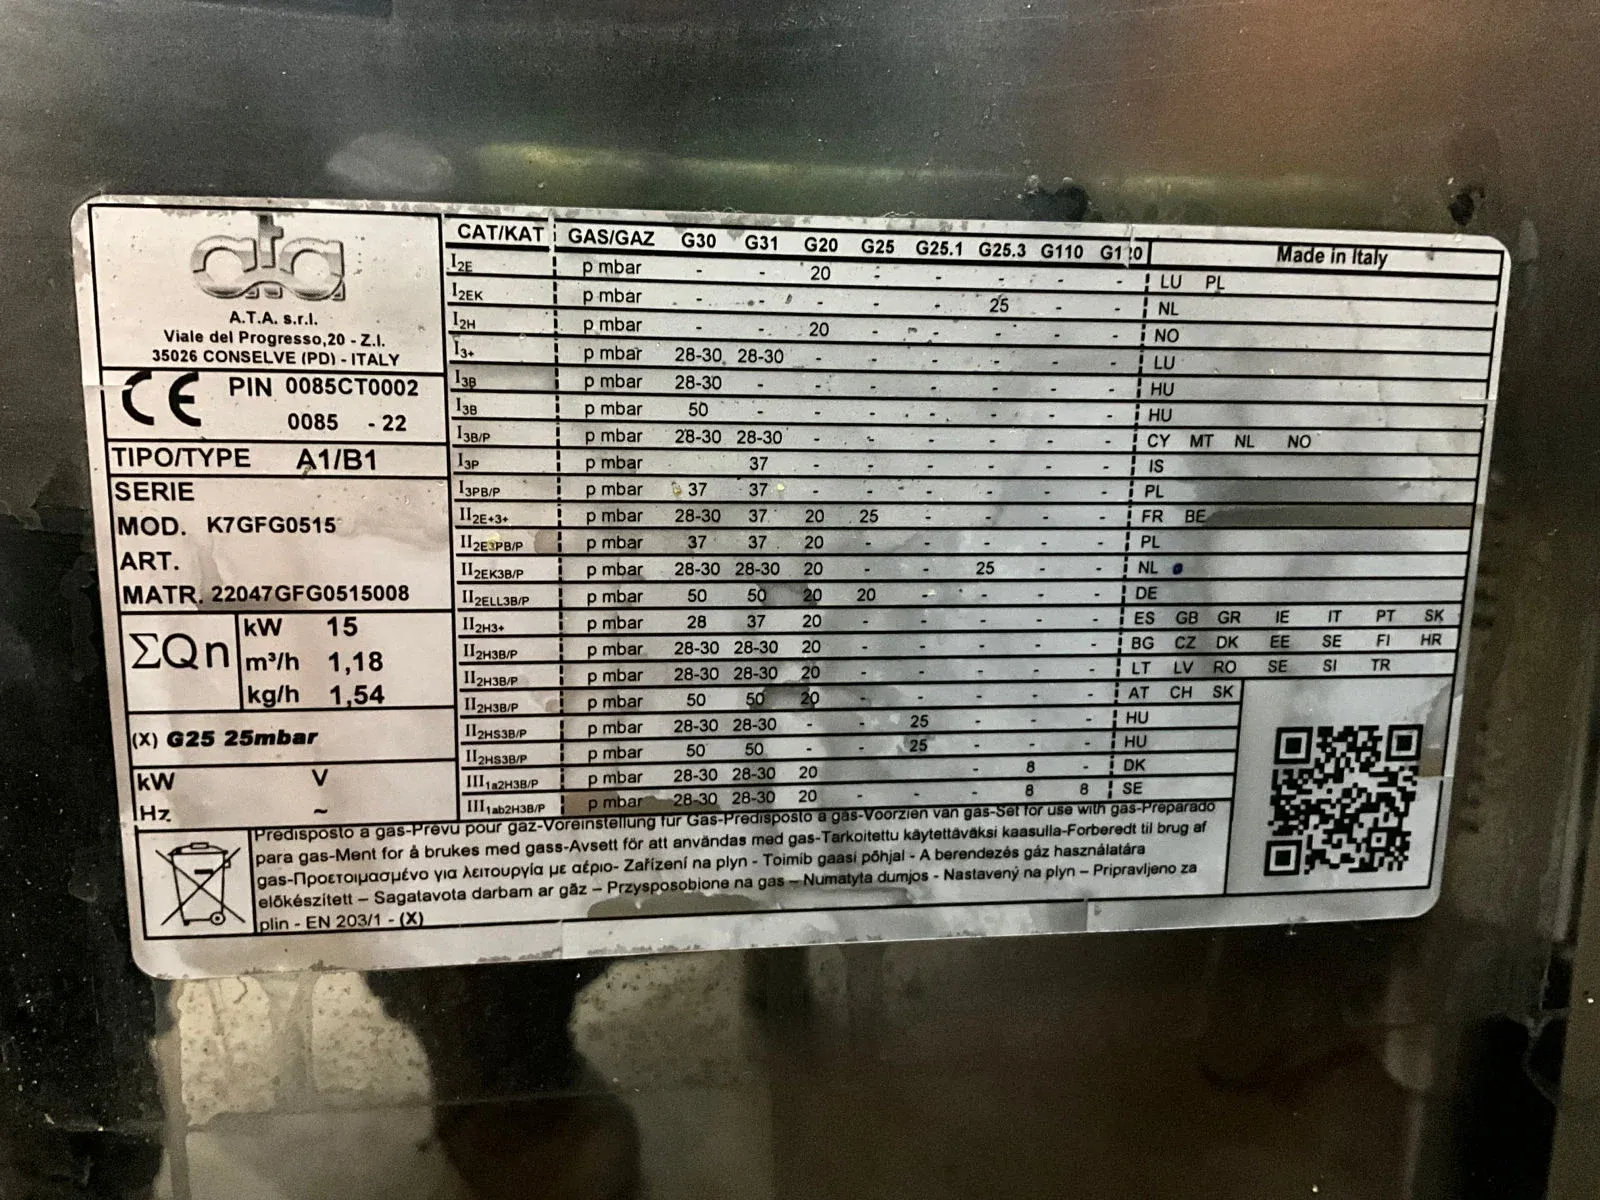 ata
A.T.A. s.r.l.
Viale del Progresso,20 - Z.I.
35026 CONSELVE (PD) - ITALY
CE PIN 0085CT0002
0085 - 22
TIPO/TYPE A1/B1
SERIE
MOD. K7GFG0515
ART.
MATR. 22047GFG0515008
ΣQn
kW 15
m³/h 1,18
kg/h 1,54
(X) G25 25mbar
kW V
Hz ~
CAT/KAT GAS/GAZ G30 G31 G20 G25 G25.1 G25.3 G110 G120 Made in Italy
I2E p mbar - - 20 - - - - - LU PL
I2EK p mbar - - - - - 25 - - NL
I2H p mbar - - 20 - - - - - NO
I3+ p mbar 28-30 28-30 - - - - - - LU
I3B p mbar 28-30 - - - - - - - HU
I3B p mbar 50 - - - - - - - HU
I3B/P p mbar 28-30 28-30 - - - - - - CY MT NL NO
I3P p mbar 37 - - - - - - IS
I3PB/P p mbar 37 37 - - - - - - PL
II2E+3+ p mbar 28-30 37 20 25 - - - - FR BE
II2E3PB/P p mbar 37 37 20 - - - - - PL
II2EK3B/P p mbar 28-30 28-30 20 - - 25 - - NL
II2ELL3B/P p mbar 50 50 20 20 - - - - DE
II2H3+ p mbar 28 37 20 - - - - - ES GB GR IE IT PT SK
II2H3B/P p mbar 28-30 28-30 20 - - - - - BG CZ DK EE SE FI HR
II2H3B/P p mbar 28-30 28-30 20 - - - - - LT LV RO SE SI TR
II2H3B/P p mbar 50 50 20 - - - - - AT CH SK
II2HS3B/P p mbar 28-30 28-30 - - 25 - - - HU
II2HS3B/P p mbar 50 50 - - 25 - - - HU
III1a2H3B/P p mbar 28-30 28-30 20 - 8 - DK
III1ab2H3B/P p mbar 28-30 28-30 20 - - - 8 8 SE
Predisposto a gas-Prévu pour gaz-Voreinstellung für Gas-Predisposto a gas-Voorzien van gas-Set for use with gas-Preparado
para gas-Ment for å brukes med gass-Avsett för att användas med gas-Tarkoitettu käytettäväksi kaasulla-Forberedt til brug af
gas-Προετοιμασμένο για λειτουργία με αέριο- Zařízení na plyn - Toimib gaasi põhjal - A berendezés gáz használatára
előkészített – Sagatavota darbam ar gāz – Przysposobione na gas – Numatyta dumjos - Nastavený na plyn – Pripravljeno za
plin - EN 203/1 - (X)